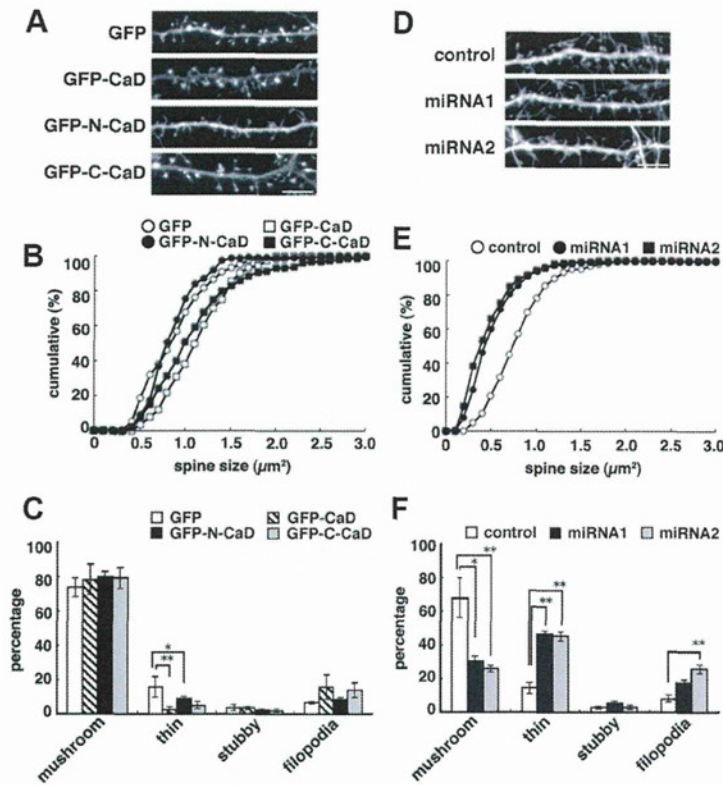 A
GFP
GFP-CaD
GFP-N-CaD
GFP-C-CaD
B
GFP GFP-CaD
GFP-N-CaD GFP-C-CaD
cumulative (%)
100
80
60
40
20
0
0 0.5 1.0 1.5 2.0 2.5 3.0
spine size (μm²)
C
GFP GFP-CaD
GFP-N-CaD GFP-C-CaD
percentage
80
60
40
20
0
*
**
mushroom thin stubby filopodia
D
control
miRNA1
miRNA2
E
control miRNA1 miRNA2
cumulative (%)
100
80
60
40
20
0
0 0.5 1.0 1.5 2.0 2.5 3.0
spine size (μm²)
F
control miRNA1 miRNA2
percentage
100
80
60
40
20
0
**
*
**
**
**
mushroom thin stubby filopodia